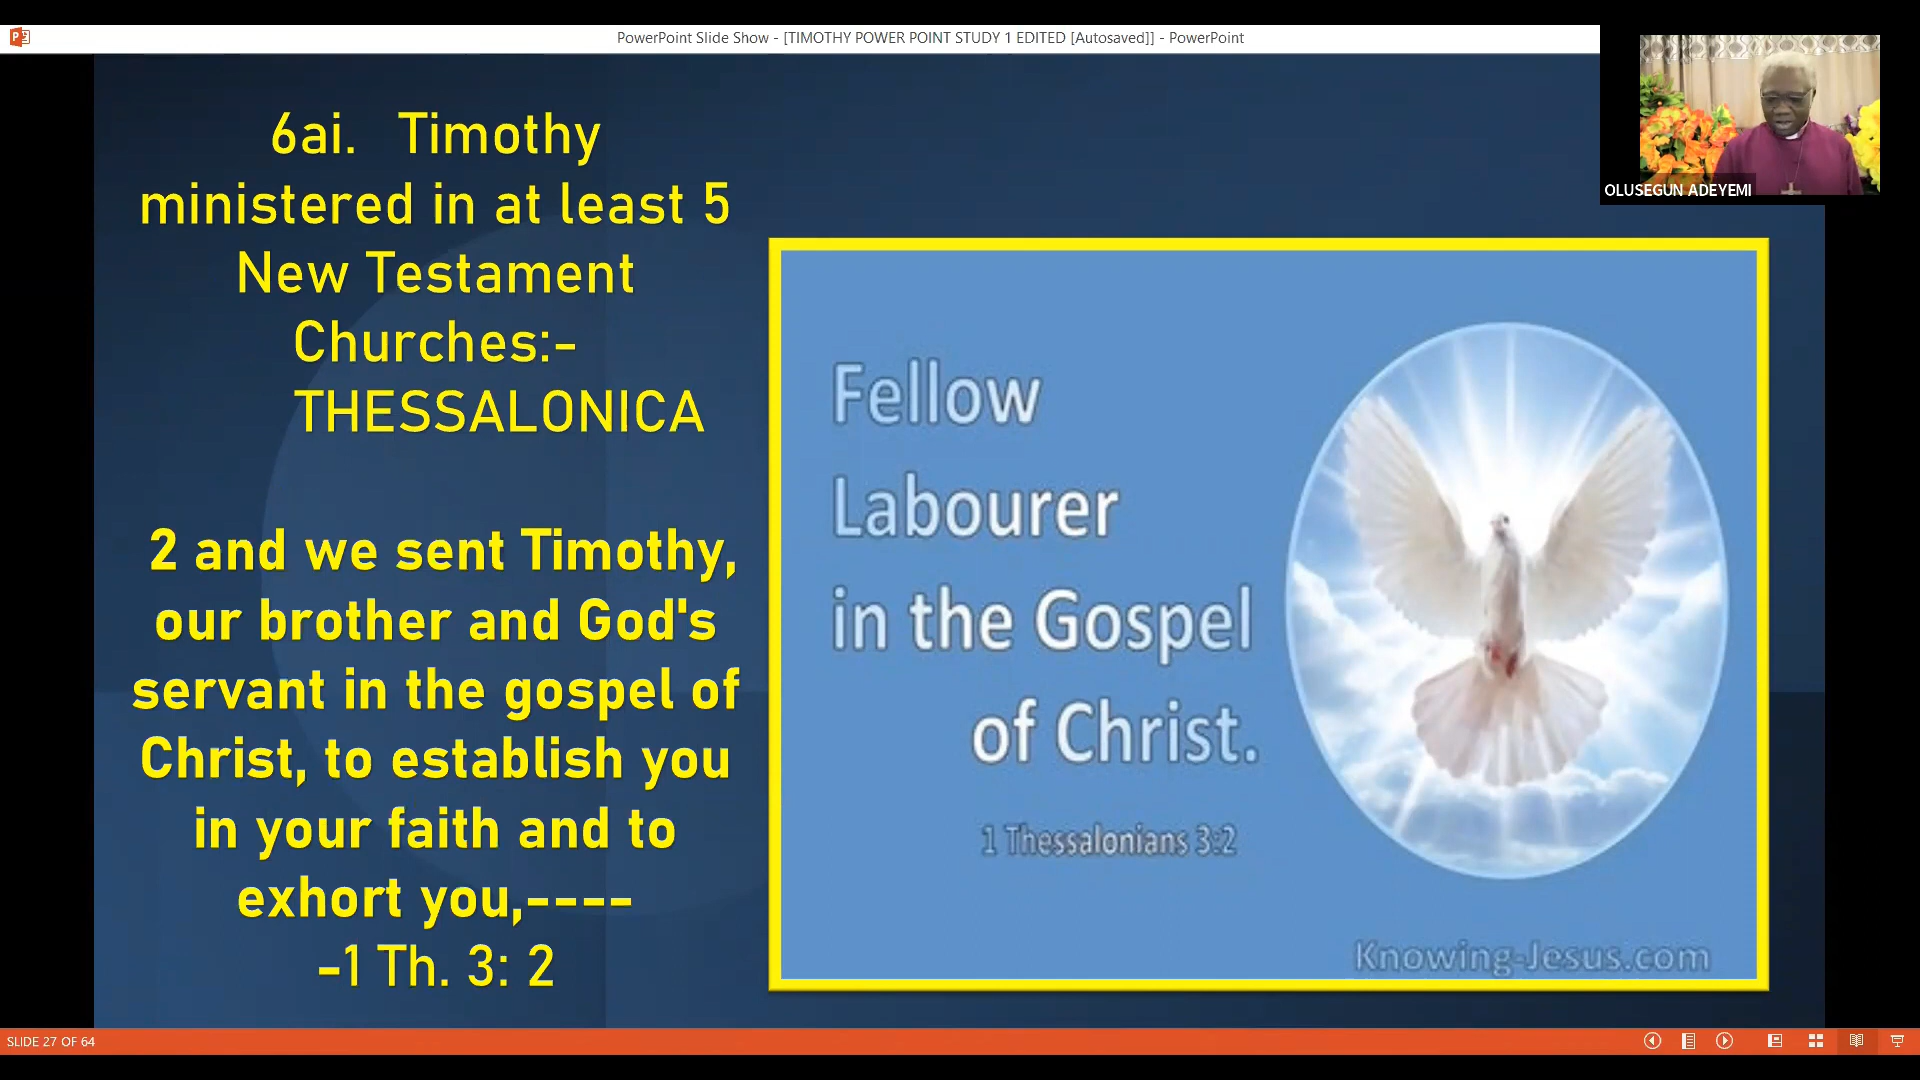 PowerPoint Slide Show - [TIMOTHY POWER POINT STUDY 1 EDITED [Autosaved]] - PowerPoint
OLUSEGUN ADEYEMI
6ai. Timothy
ministered in at least 5
New Testament
Churches:-
THESSALONICA
2 and we sent Timothy,
our brother and God's
servant in the gospel of
Christ, to establish you
in your faith and to
exhort you,----
-1 Th. 3: 2
Fellow
Labourer
in the Gospel
of Christ.
1 Thessalonians 3:2
Knowing-Jesus.com
SLIDE 27 OF 64